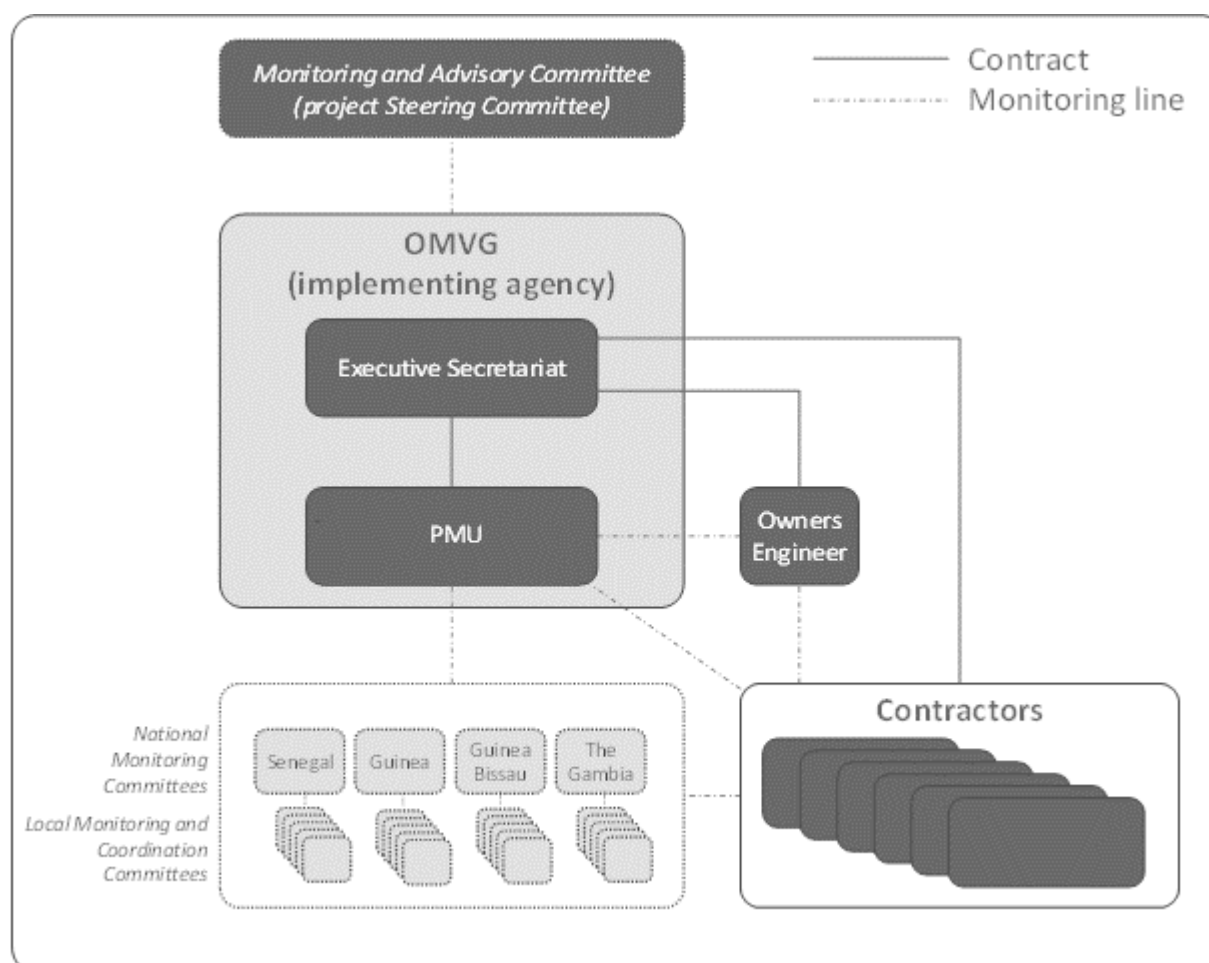 Monitoring and Advisory Committee
(project Steering Committee)
Contract
Monitoring line
OMVG
(implementing agency)
Executive Secretariat
PMU
Owners
Engineer
National
Monitoring
Committees
Senegal
Guinea
Guinea
Bissau
The
Gambia
Local Monitoring and
Coordination
Committees
Contractors